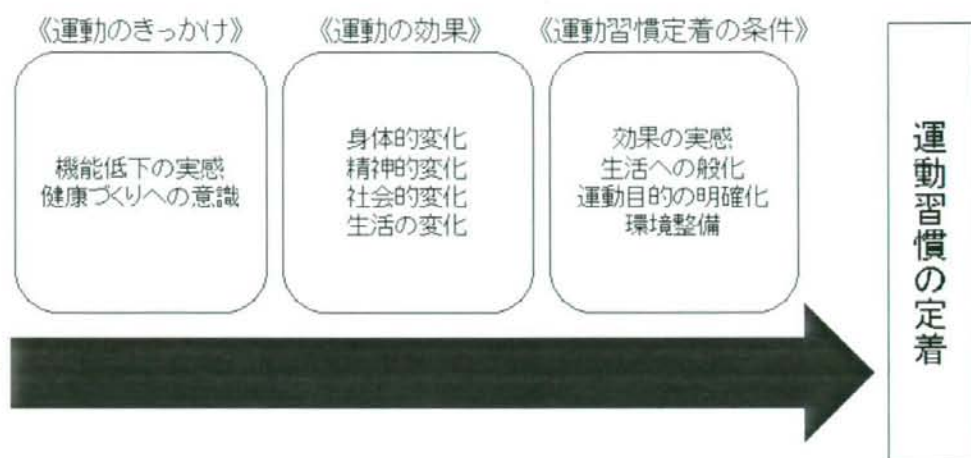 《運動のきっかけ》
機能低下の実感
健康づくりへの意識
《運動の効果》
身体的変化
精神的変化
社会的変化
生活の変化
《運動習慣定着の条件》
効果の実感
生活への般化
運動目的の明確化
環境整備
運動習慣の定着